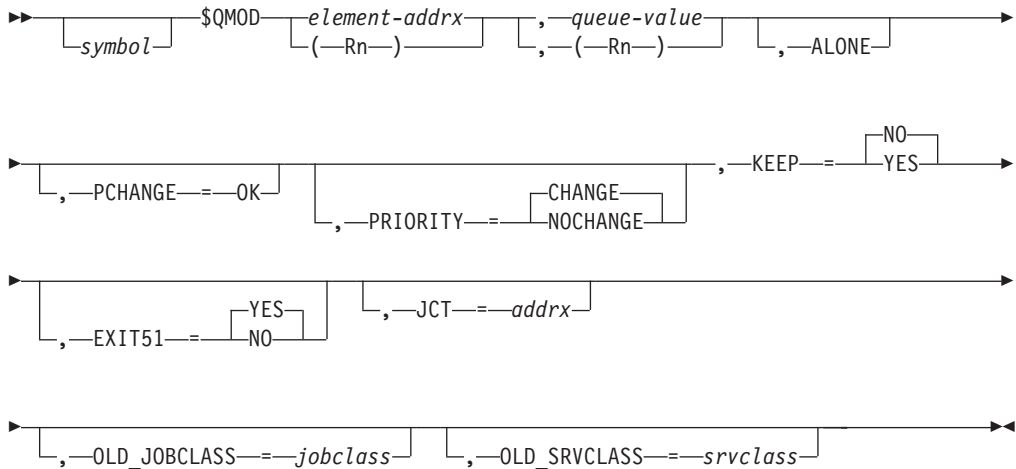 $QMOD element-addrx , queue-value
symbol ( Rn ) , ( Rn ) , ALONE
NO
, KEEP = YES
, PCHANGE = OK CHANGE
, PRIORITY = NOCHANGE
YES , JCT = addrx
, EXIT51 = NO
, OLD_JOBCLASS = jobclass , OLD_SRVCLASS = srvclass